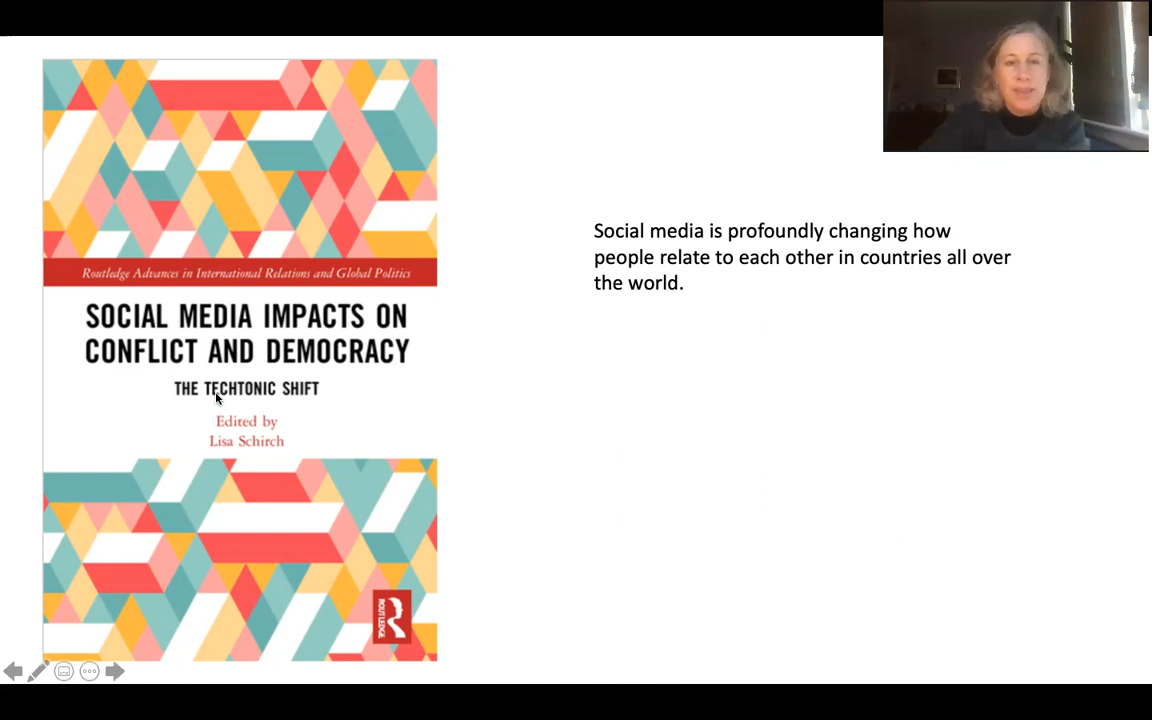 Routledge Advances in International Relations and Global Politics
SOCIAL MEDIA IMPACTS ON
CONFLICT AND DEMOCRACY
THE TECHTONIC SHIFT
Edited by
Lisa Schirch
ROUTLEDGE
Social media is profoundly changing how
people relate to each other in countries all over
the world.